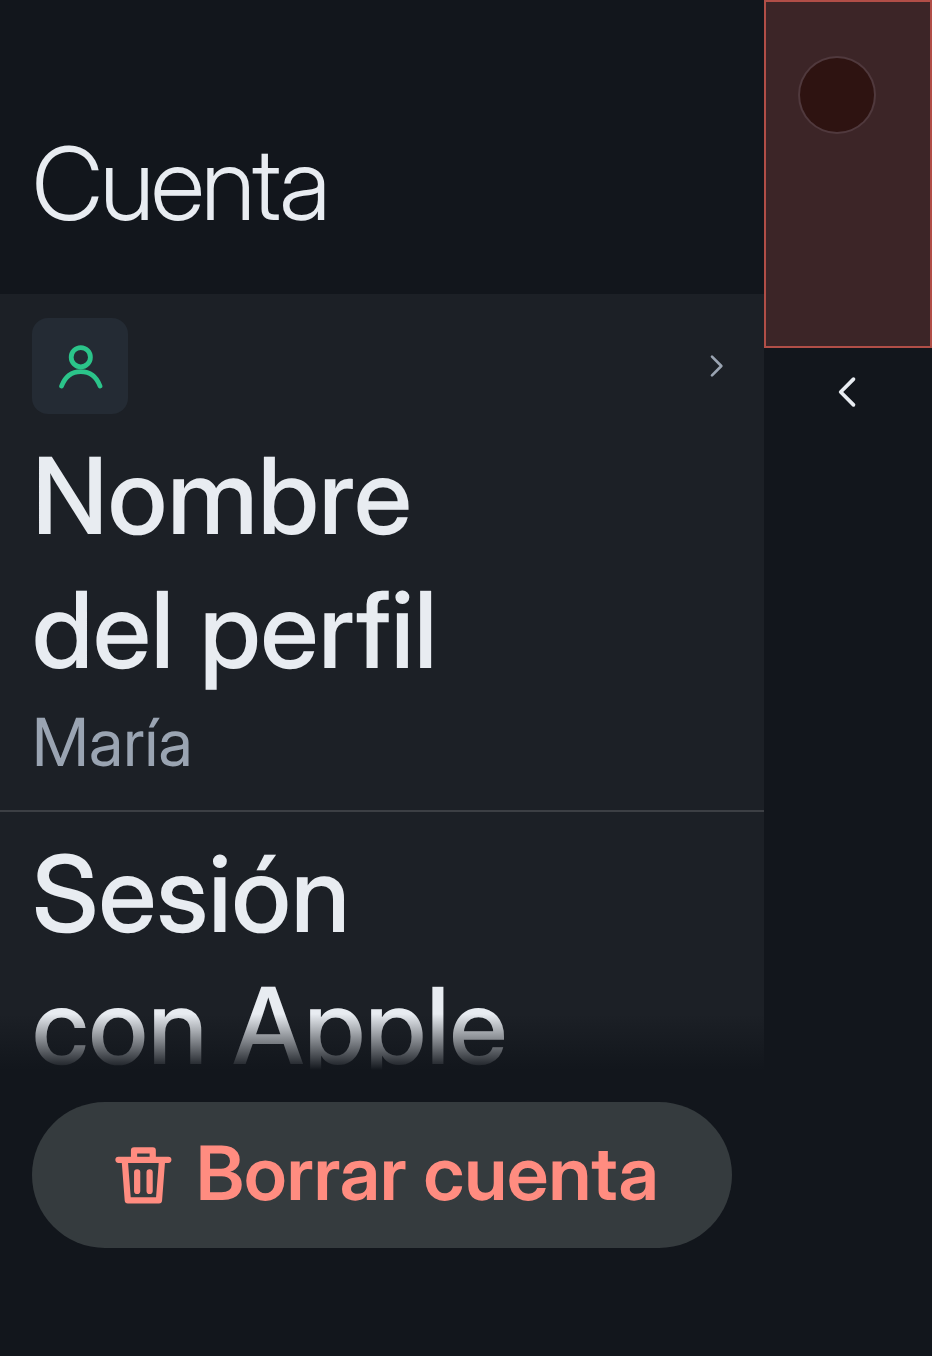 Cuenta
Nombre
del perfil
María
Sesión
con Apple
Borrar cuenta